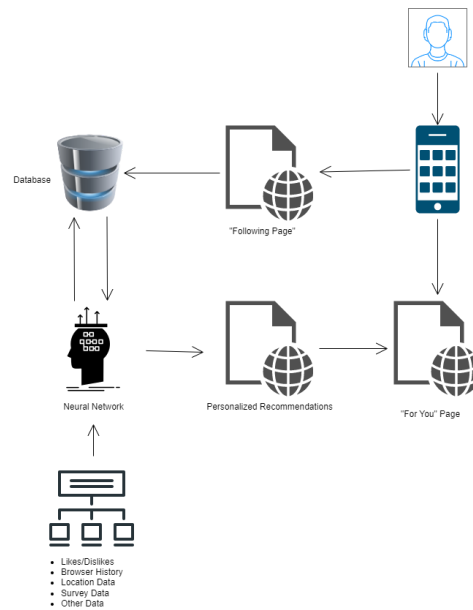 Database
"Following Page"
Neural Network
Personalized Recommendations
"For You" Page
• Likes/Dislikes
• Browser History
• Location Data
• Survey Data
• Other Data